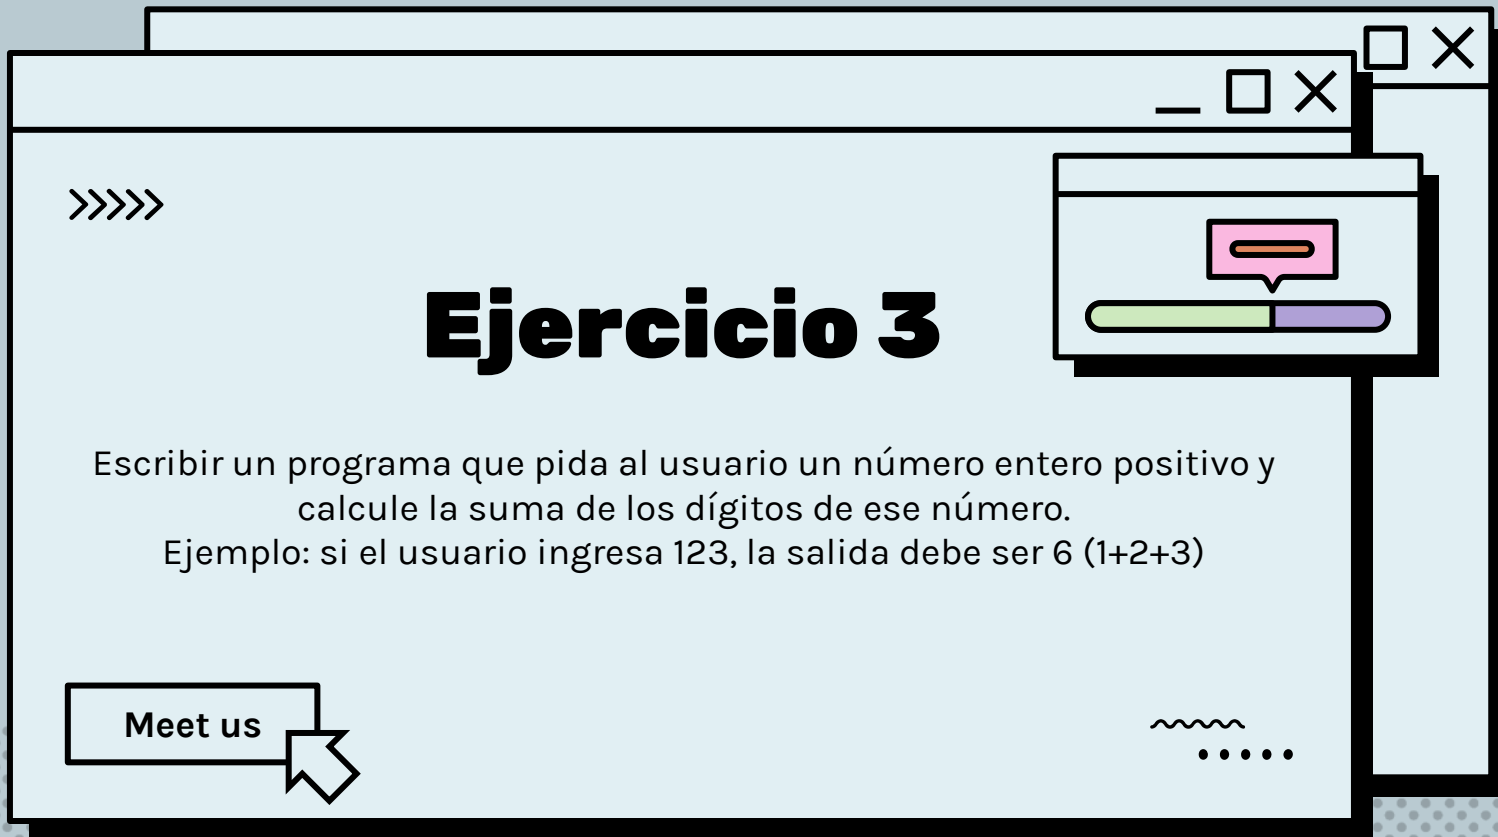 Ejercicio 3
Escribir un programa que pida al usuario un número entero positivo y
calcule la suma de los dígitos de ese número.
Ejemplo: si el usuario ingresa 123, la salida debe ser 6 (1+2+3)
Meet us